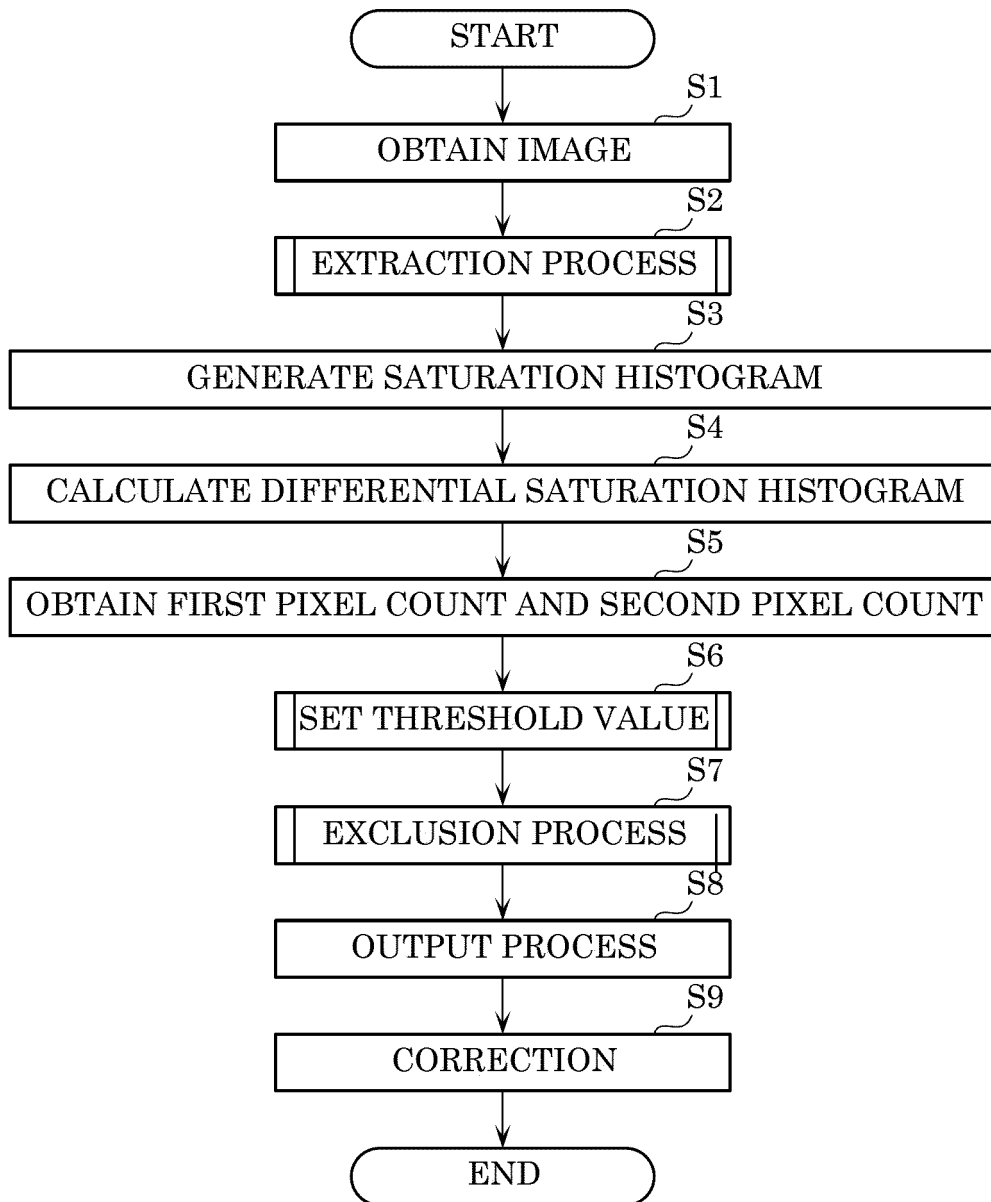 START
S1
OBTAIN IMAGE
S2
EXTRACTION PROCESS
S3
GENERATE SATURATION HISTOGRAM
S4
CALCULATE DIFFERENTIAL SATURATION HISTOGRAM
S5
OBTAIN FIRST PIXEL COUNT AND SECOND PIXEL COUNT
S6
SET THRESHOLD VALUE
S7
EXCLUSION PROCESS
S8
OUTPUT PROCESS
S9
CORRECTION
END